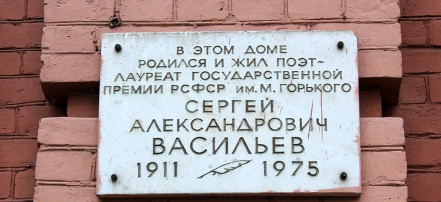 В ЭТОМ ДОМЕ
РОДИЛСЯ И ЖИЛ ПОЭТ-
ЛАУРЕАТ ГОСУДАРСТВЕННОЙ
ПРЕМИИ РСФСР ИМ. М. ГОРЬКОГО
СЕРГЕЙ
АЛЕКСАНДРОВИЧ
ВАСИЛЬЕВ
1911 1975